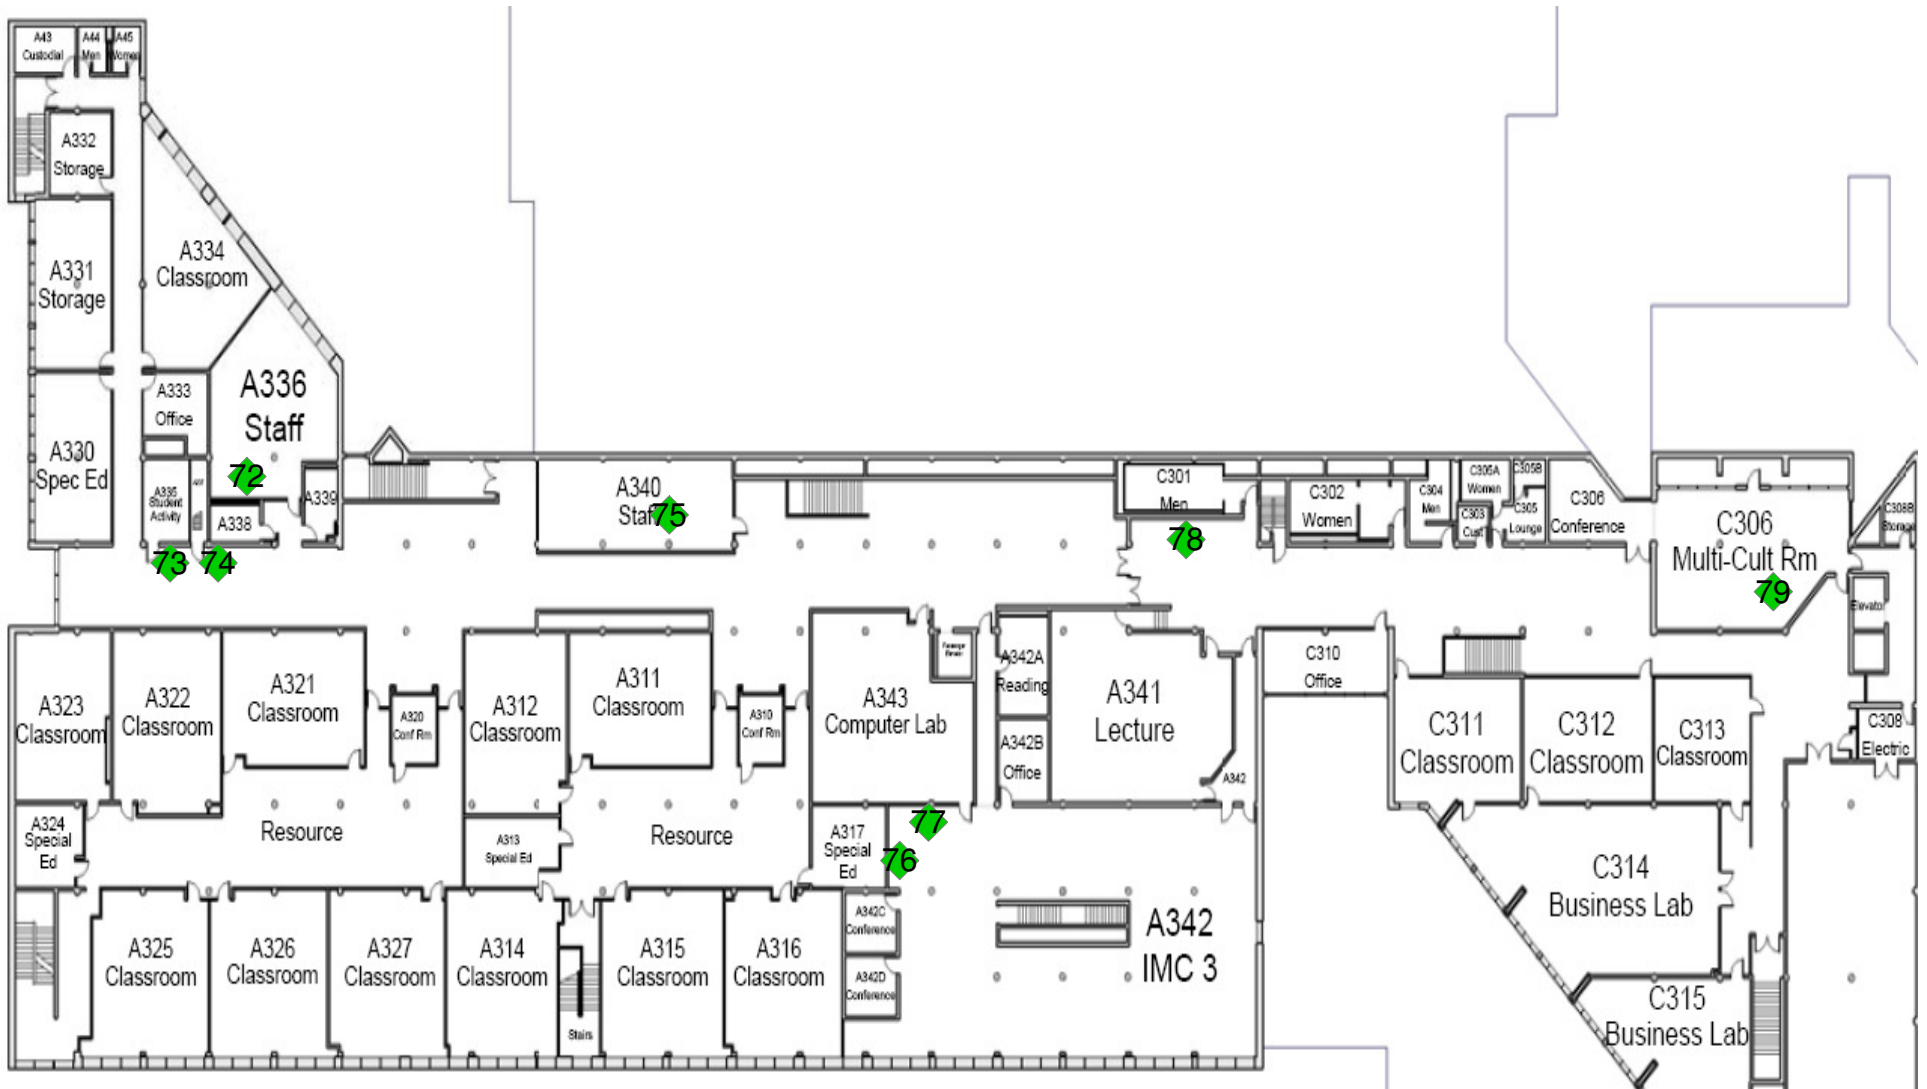 A43
Custodial
A44
Men
A45
Women
A332
Storage
A334
Classroom
A331
Storage
A333
Office
A336
Staff
A330
Spec Ed
72
A335
Student
Activity
A338
A339
73
74
A340
Staff
75
C301
Men
78
C302
Women
C304
Men
C305A
Women
C305B
C303
Cust
C305
Lounge
C306
Conference
C306
Multi-Cult Rm
79
C308B
Storage
Elevator
A323
Classroom
A322
Classroom
A321
Classroom
A320
Conf Rm
A312
Classroom
A311
Classroom
A310
Conf Rm
A343
Computer Lab
A342A
Reading
A342B
Office
A341
Lecture
A342
C310
Office
C311
Classroom
C312
Classroom
C313
Classroom
C308
Electric
A324
Special
Ed
Resource
A313
Special Ed
Resource
A317
Special
Ed
77
76
C314
Business Lab
A325
Classroom
A326
Classroom
A327
Classroom
A314
Classroom
Stairs
A315
Classroom
A316
Classroom
A342C
Conference
A342D
Conference
A342
IMC 3
C315
Business Lab